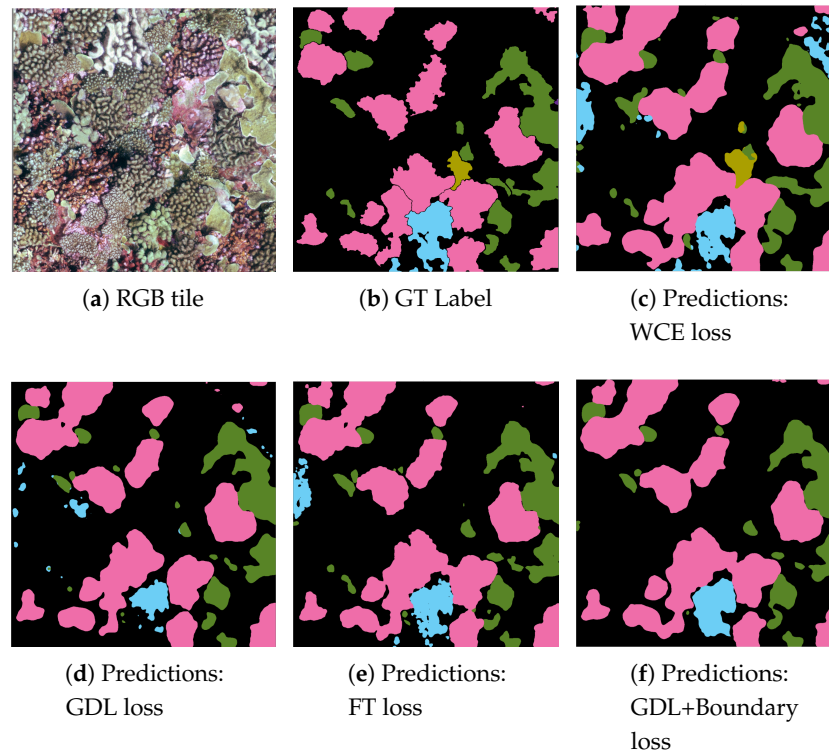 (a) RGB tile
(b) GT Label
(c) Predictions:
WCE loss
(d) Predictions:
GDL loss
(e) Predictions:
FT loss
(f) Predictions:
GDL+Boundary
loss